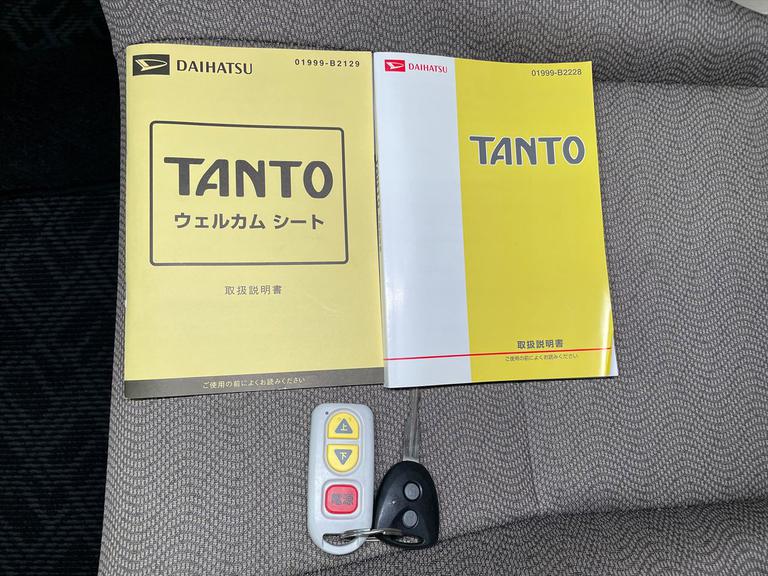 DAIHATSU
01999-B2129
TANTO
ウェルカム シート
取扱説明書
ご使用の前によくお読みください
DAIHATSU
01999-B2228
TANTO
取扱説明書
ご使用の前によくお読みください
上
下
電源